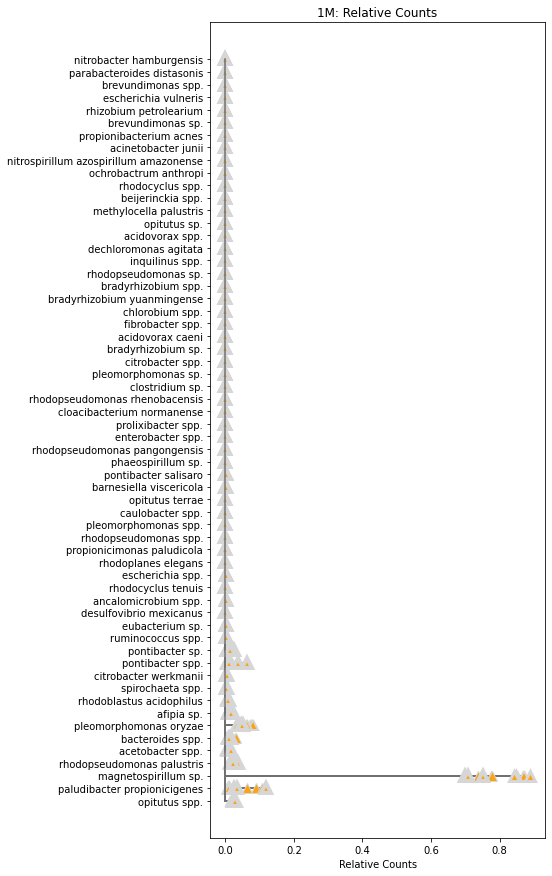 1M: Relative Counts
nitrobacter hamburgensis
parabacteroides distasonis
brevundimonas spp.
escherichia vulneris
rhizobium petrolearium
brevundimonas sp.
propionibacterium acnes
acinetobacter junii
nitrospirillum azospirillum amazonense
ochrobactrum anthropi
rhodocyclus spp.
beijerinckia spp.
methylocella palustris
opitutus sp.
acidovorax spp.
dechloromonas agitata
inquilinus spp.
rhodopseudomonas sp.
bradyrhizobium spp.
bradyrhizobium yuanmingense
chlorobium spp.
fibrobacter spp.
acidovorax caeni
bradyrhizobium sp.
citrobacter spp.
pleomorphomonas sp.
clostridium sp.
rhodopseudomonas rhenobacensis
cloacibacterium normanense
prolixibacter spp.
enterobacter spp.
rhodopseudomonas pangongensis
phaeospirillum sp.
pontibacter salisaro
barnesiella viscericola
opitutus terrae
caulobacter spp.
pleomorphomonas spp.
rhodopseudomonas spp.
propionicimonas paludicola
rhodoplanes elegans
escherichia spp.
rhodocyclus tenuis
ancalomicrobium spp.
desulfovibrio mexicanus
eubacterium sp.
ruminococcus spp.
pontibacter sp.
pontibacter spp.
citrobacter werkmanii
spirochaeta spp.
rhodoblastus acidophilus
afipia sp.
pleomorphomonas oryzae
bacteroides spp.
acetobacter spp.
rhodopseudomonas palustris
magnetospirillum sp.
paludibacter propionicigenes
opitutus spp.
0.0 0.2 0.4 0.6 0.8
Relative Counts